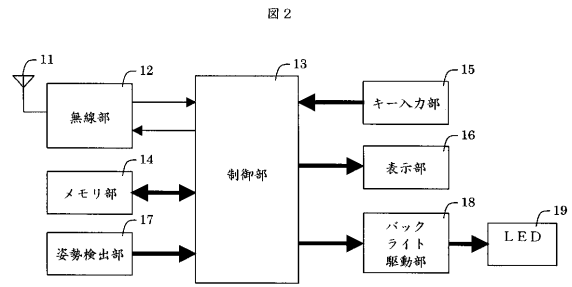 図２
11
12
無線部
13
制御部
14
メモリ部
17
姿勢検出部
15
キー入力部
16
表示部
18
バック
ライト
駆動部
19
ＬＥＤ